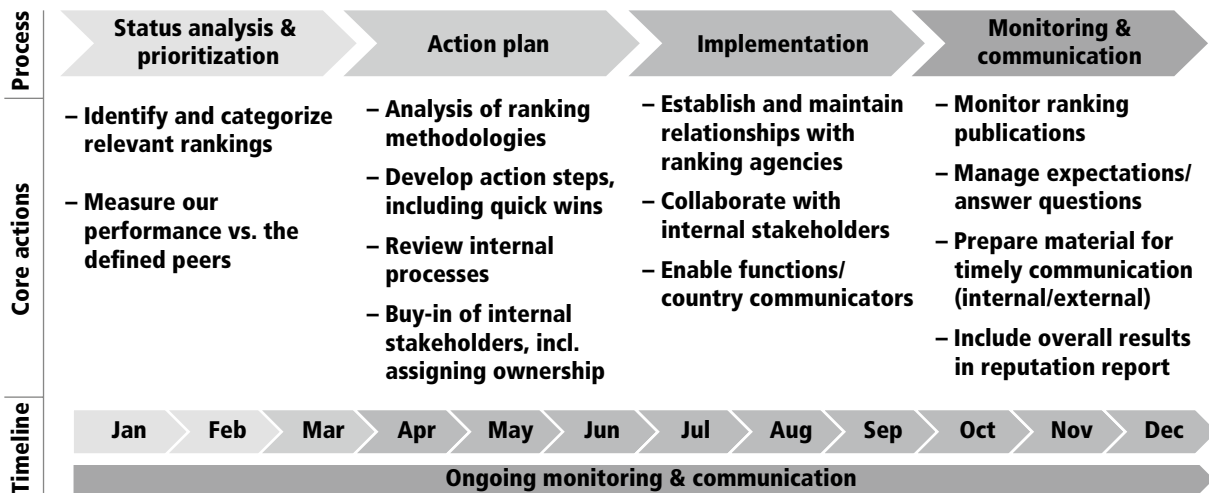 Process
Status analysis &
prioritization
Action plan
Implementation
Monitoring &
communication
Core actions
– Identify and categorize
relevant rankings
– Measure our
performance vs. the
defined peers
– Analysis of ranking
methodologies
– Develop action steps,
including quick wins
– Review internal
processes
– Buy-in of internal
stakeholders, incl.
assigning ownership
– Establish and maintain
relationships with
ranking agencies
– Collaborate with
internal stakeholders
– Enable functions/
country communicators
– Monitor ranking
publications
– Manage expectations/
answer questions
– Prepare material for
timely communication
(internal/external)
– Include overall results
in reputation report
Timeline
Jan Feb Mar Apr May Jun Jul Aug Sep Oct Nov Dec
Ongoing monitoring & communication